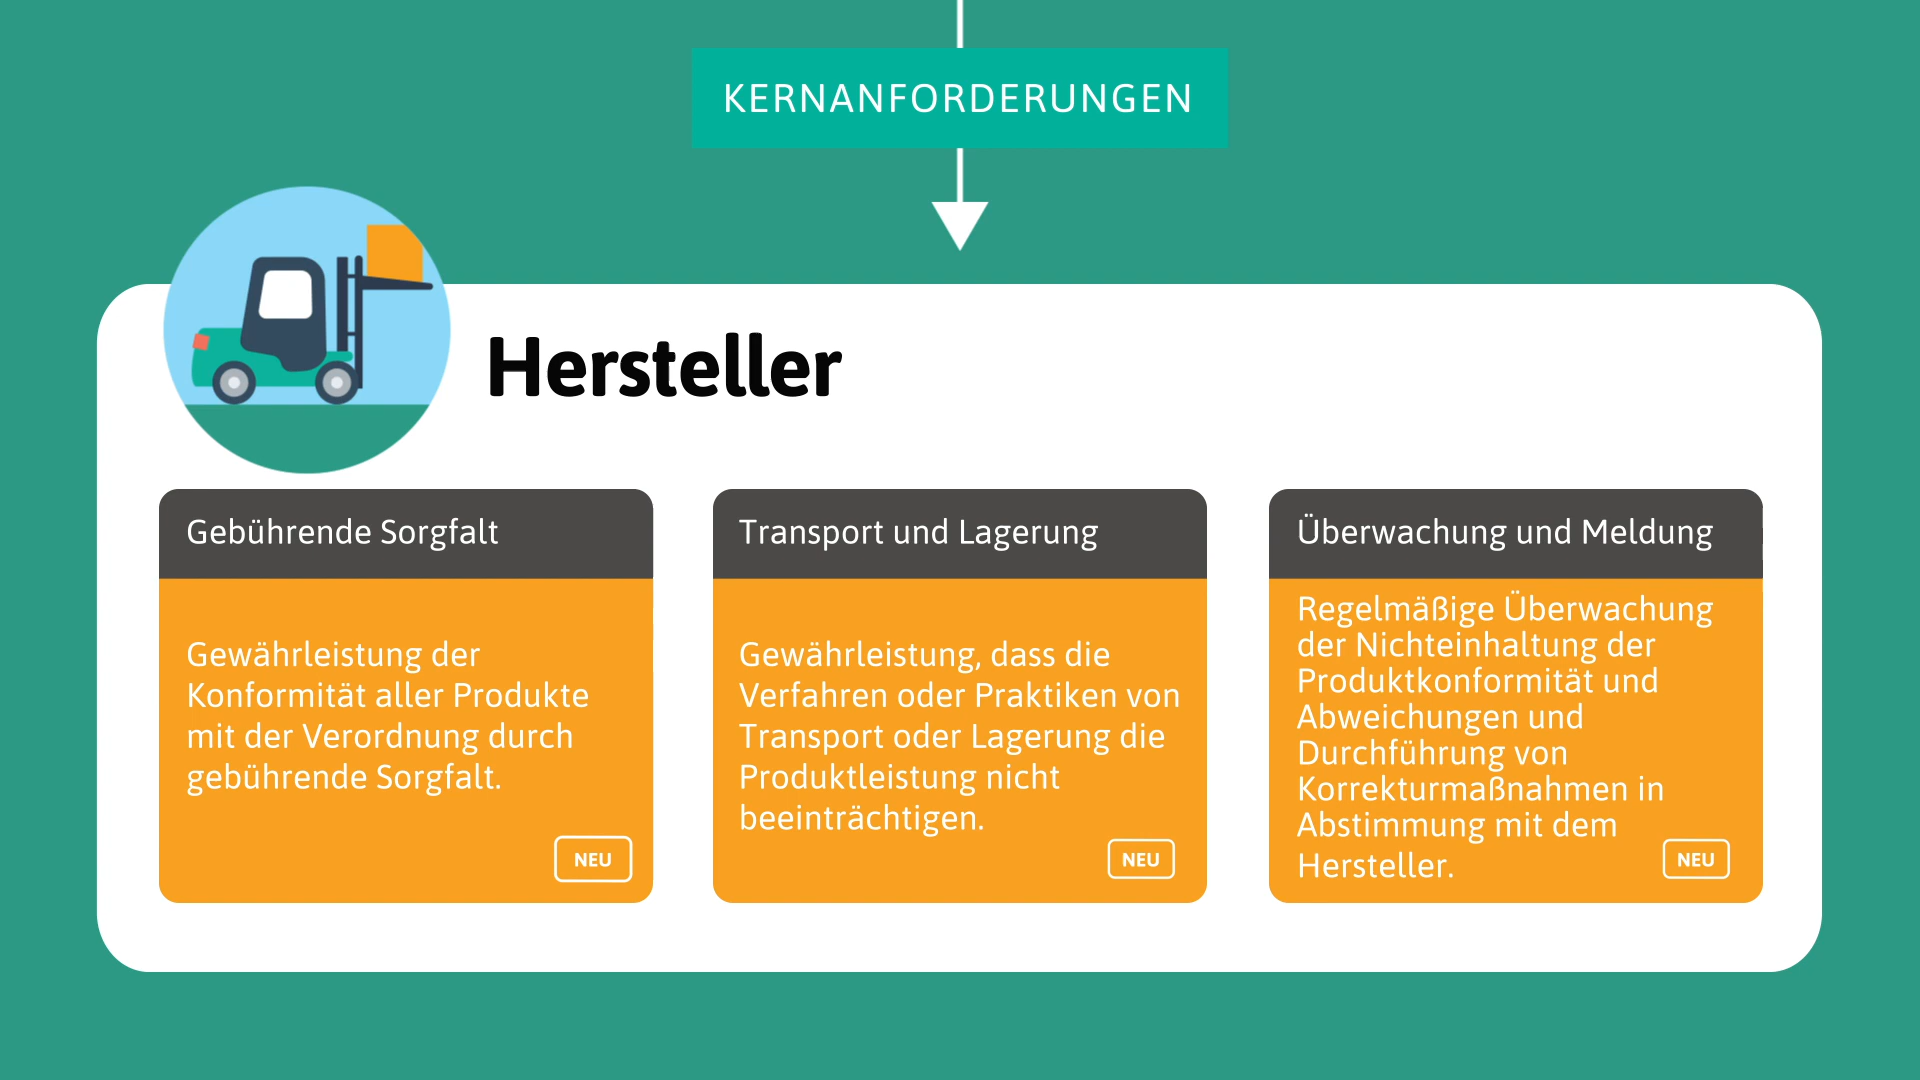 KERNANFORDERUNGEN
Hersteller
Gebührende Sorgfalt
Gewährleistung der
Konformität aller Produkte
mit der Verordnung durch
gebührende Sorgfalt.
NEU
Transport und Lagerung
Gewährleistung, dass die
Verfahren oder Praktiken von
Transport oder Lagerung die
Produktleistung nicht
beeinträchtigen.
NEU
Überwachung und Meldung
Regelmäßige Überwachung
der Nichteinhaltung der
Produktkonformität und
Abweichungen und
Durchführung von
Korrekturmaßnahmen in
Abstimmung mit dem
Hersteller.
NEU